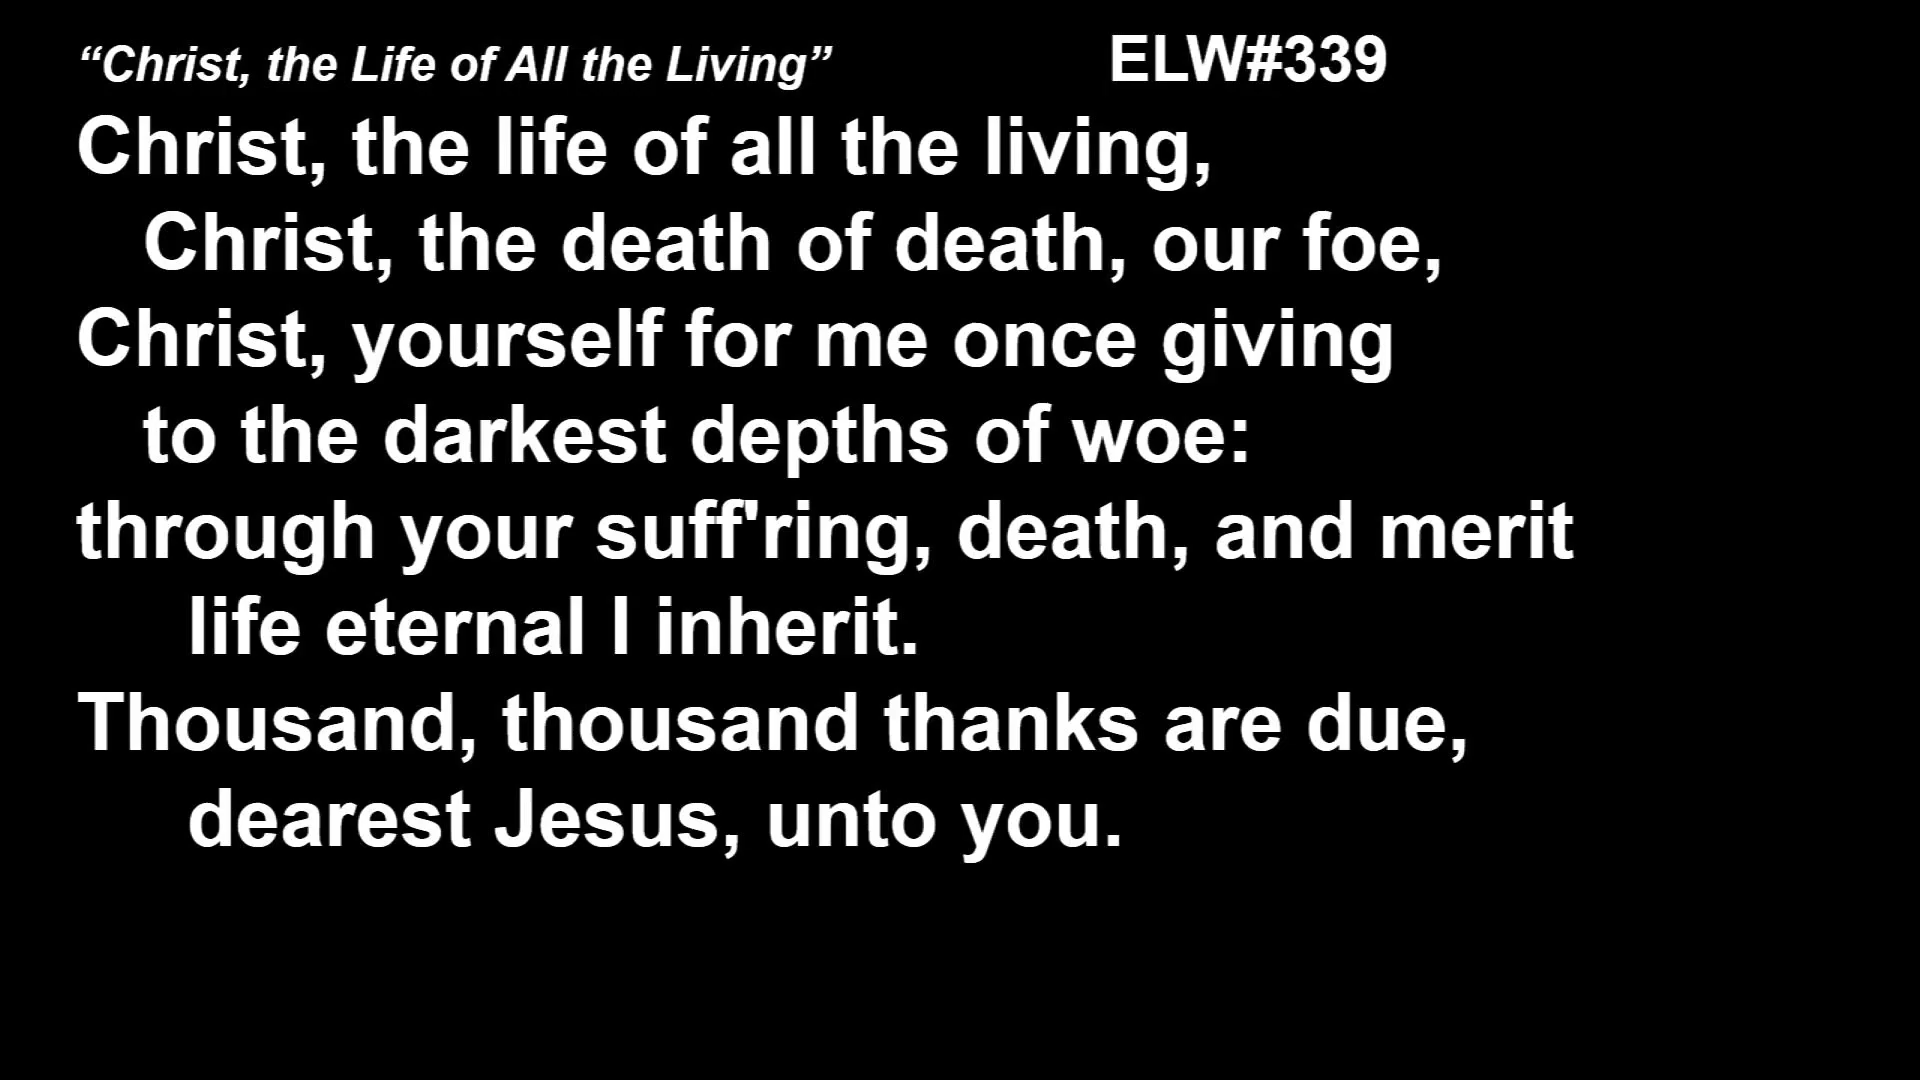 “Christ, the Life of All the Living” ELW#339
Christ, the life of all the living,
Christ, the death of death, our foe,
Christ, yourself for me once giving
to the darkest depths of woe:
through your suff'ring, death, and merit
life eternal I inherit.
Thousand, thousand thanks are due,
dearest Jesus, unto you.